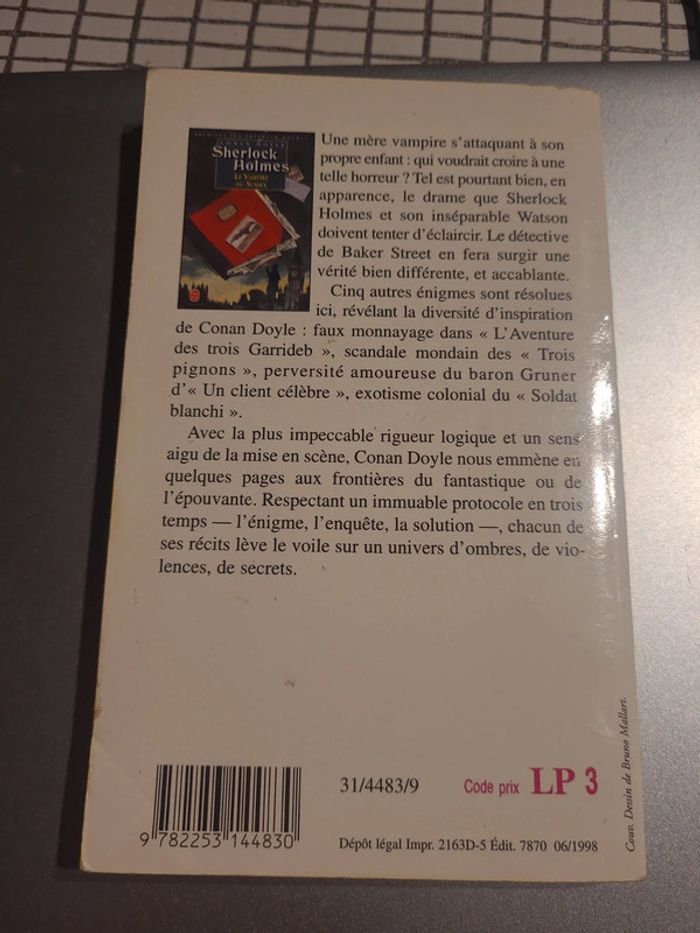 CONAN DOYLE
Sherlock
Holmes
LE VAMPIRE
DU SUSSEX
Une mère vampire s'attaquant à son
propre enfant : qui voudrait croire à une
telle horreur ? Tel est pourtant bien, en
apparence, le drame que Sherlock
Holmes et son inséparable Watson
doivent tenter d'éclaircir. Le détective
de Baker Street en fera surgir une
vérité bien différente, et accablante.
Cinq autres énigmes sont résolues
ici, révélant la diversité d'inspiration
de Conan Doyle : faux monnayage dans « L'Aventure
des trois Garrideb », scandale mondain des « Trois
pignons », perversité amoureuse du baron Gruner
d'« Un client célèbre », exotisme colonial du « Soldat
blanchi ».
Avec la plus impeccable rigueur logique et un sens
aigu de la mise en scène, Conan Doyle nous emmène en
quelques pages aux frontières du fantastique ou de
l'épouvante. Respectant un immuable protocole en trois
temps — l'énigme, l'enquête, la solution —, chacun de
ses récits lève le voile sur un univers d'ombres, de vio-
lences, de secrets.
Couv. Dessin de Bruno Mallart.
31/4483/9
Code prix LP 3
9 782253 144830
Dépôt légal Impr. 2163D-5 Édit. 7870 06/1998